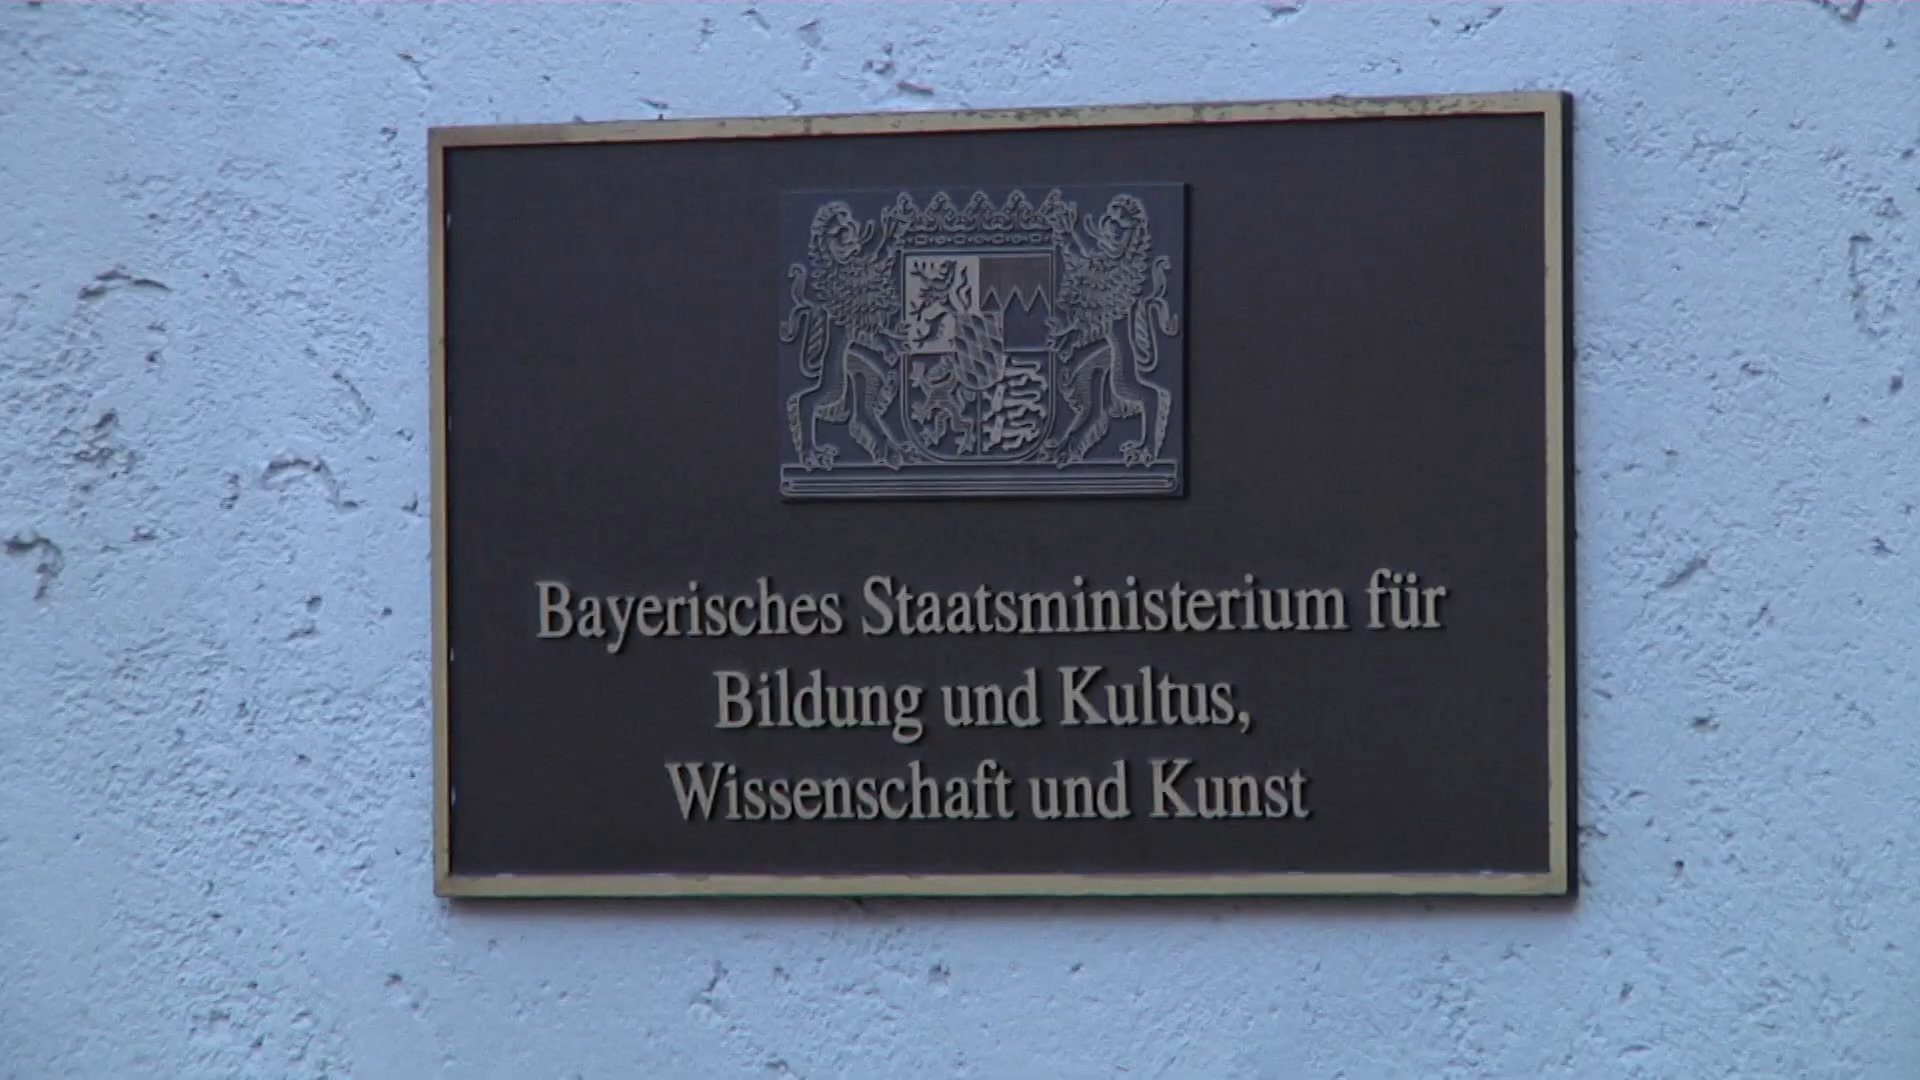 Bayerisches Staatsministerium für
Bildung und Kultus,
Wissenschaft und Kunst